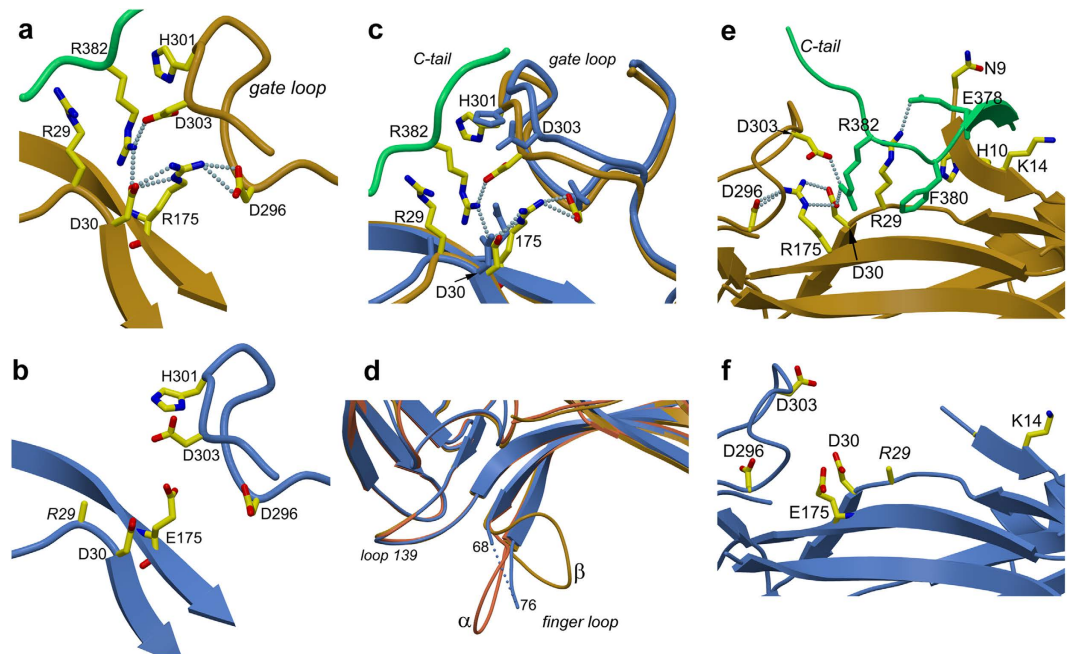 a
H301
R382
gate loop
R29
D303
D30
R175
D296
b
H301
D303
R29
E175
D296
D30
c
C-tail
gate loop
H301
D303
R382
R29
175
D30
d
loop 139
68
β
76
α
finger loop
e
C-tail
N9
E378
D303
R382
H10
K14
D296
F380
R29
R175
D30
f
D303
K14
D30
D296
R29
E175